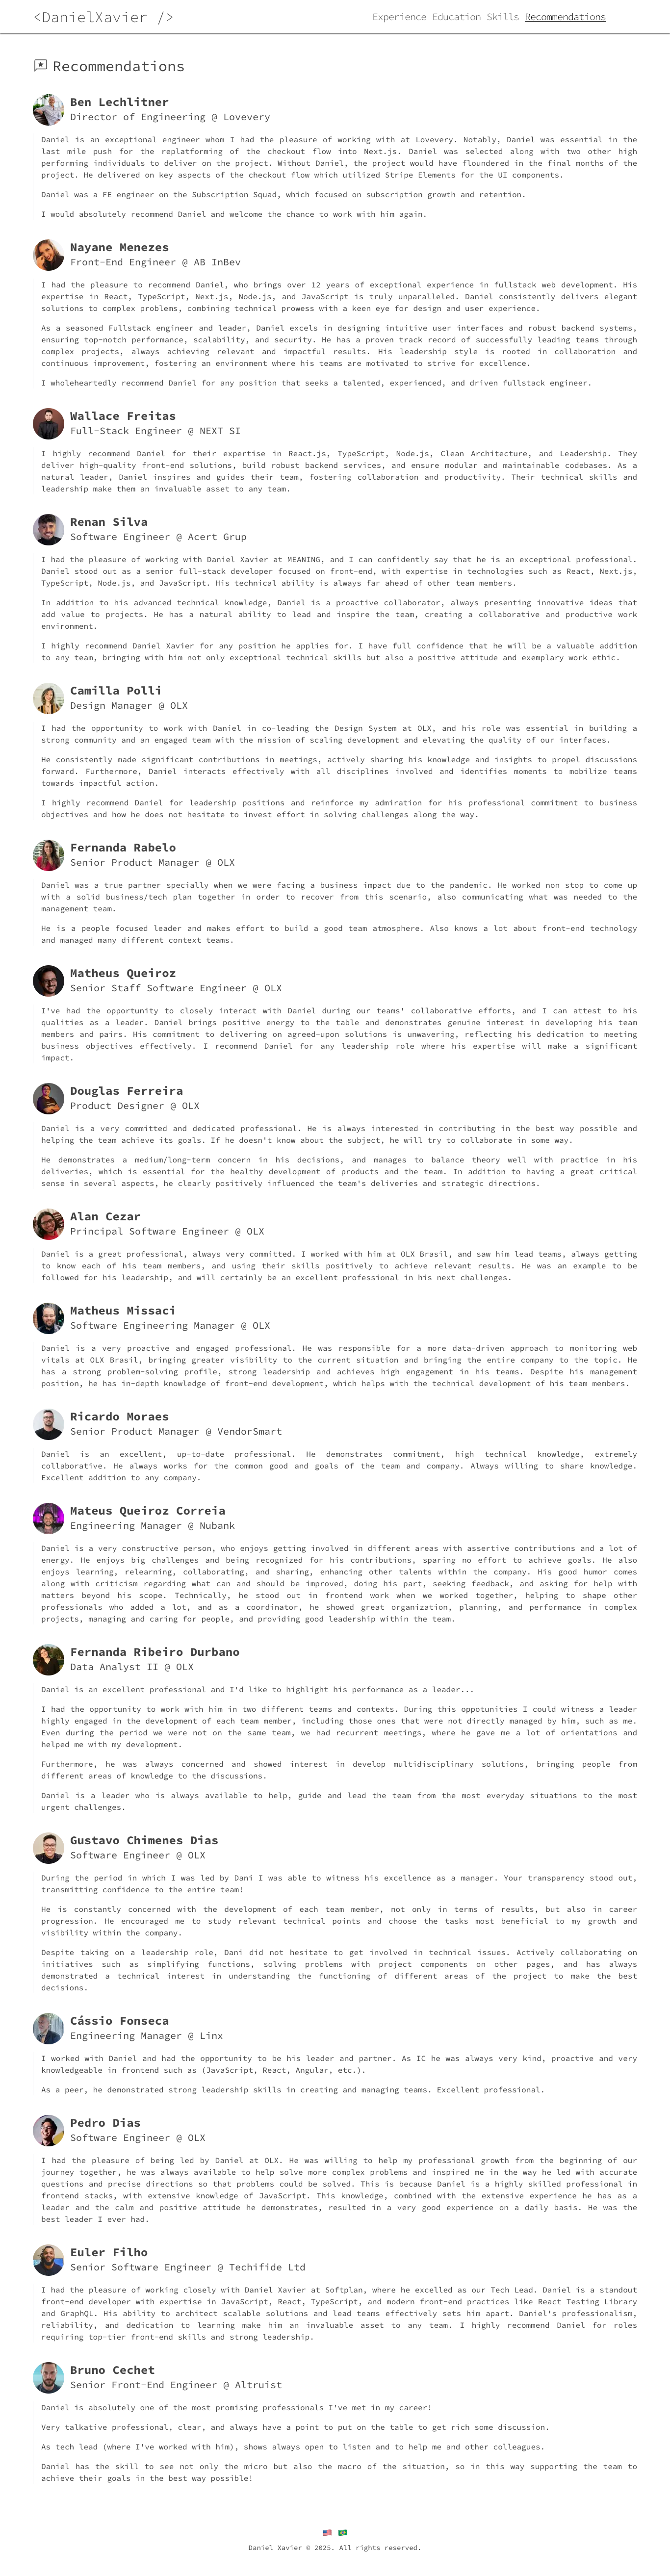 <DanielXavier />
Experience Education Skills Recommendations
Recommendations
Ben Lechlitner
Director of Engineering @ Lovevery
Daniel is an exceptional engineer whom I had the pleasure of working with at Lovevery. Notably, Daniel was essential in the
last mile push for the replatforming of the checkout flow into Next.js. Daniel was selected along with two other high
performing individuals to deliver on the project. Without Daniel, the project would have floundered in the final months of the
project. He delivered on key aspects of the checkout flow which utilized Stripe Elements for the UI components.
Daniel was a FE engineer on the Subscription Squad, which focused on subscription growth and retention.
I would absolutely recommend Daniel and welcome the chance to work with him again.
Nayane Menezes
Front-End Engineer @ AB InBev
I had the pleasure to recommend Daniel, who brings over 12 years of exceptional experience in fullstack web development. His
expertise in React, TypeScript, Next.js, Node.js, and JavaScript is truly unparalleled. Daniel consistently delivers elegant
solutions to complex problems, combining technical prowess with a keen eye for design and user experience.
As a seasoned Fullstack engineer and leader, Daniel excels in designing intuitive user interfaces and robust backend systems,
ensuring top-notch performance, scalability, and security. He has a proven track record of successfully leading teams through
complex projects, always achieving relevant and impactful results. His leadership style is rooted in collaboration and
continuous improvement, fostering an environment where his teams are motivated to strive for excellence.
I wholeheartedly recommend Daniel for any position that seeks a talented, experienced, and driven fullstack engineer.
Wallace Freitas
Full-Stack Engineer @ NEXT SI
I highly recommend Daniel for their expertise in React.js, TypeScript, Node.js, Clean Architecture, and Leadership. They
deliver high-quality front-end solutions, build robust backend services, and ensure modular and maintainable codebases. As a
natural leader, Daniel inspires and guides their team, fostering collaboration and productivity. Their technical skills and
leadership make them an invaluable asset to any team.
Renan Silva
Software Engineer @ Acert Grup
I had the pleasure of working with Daniel Xavier at MEANING, and I can confidently say that he is an exceptional professional.
Daniel stood out as a senior full-stack developer focused on front-end, with expertise in technologies such as React, Next.js,
TypeScript, Node.js, and JavaScript. His technical ability is always far ahead of other team members.
In addition to his advanced technical knowledge, Daniel is a proactive collaborator, always presenting innovative ideas that
add value to projects. He has a natural ability to lead and inspire the team, creating a collaborative and productive work
environment.
I highly recommend Daniel Xavier for any position he applies for. I have full confidence that he will be a valuable addition
to any team, bringing with him not only exceptional technical skills but also a positive attitude and exemplary work ethic.
Camilla Polli
Design Manager @ OLX
I had the opportunity to work with Daniel in co-leading the Design System at OLX, and his role was essential in building a
strong community and an engaged team with the mission of scaling development and elevating the quality of our interfaces.
He consistently made significant contributions in meetings, actively sharing his knowledge and insights to propel discussions
forward. Furthermore, Daniel interacts effectively with all disciplines involved and identifies moments to mobilize teams
towards impactful action.
I highly recommend Daniel for leadership positions and reinforce my admiration for his professional commitment to business
objectives and how he does not hesitate to invest effort in solving challenges along the way.
Fernanda Rabelo
Senior Product Manager @ OLX
Daniel was a true partner specially when we were facing a business impact due to the pandemic. He worked non stop to come up
with a solid business/tech plan together in order to recover from this scenario, also communicating what was needed to the
management team.
He is a people focused leader and makes effort to build a good team atmosphere. Also knows a lot about front-end technology
and managed many different context teams.
Matheus Queiroz
Senior Staff Software Engineer @ OLX
I've had the opportunity to closely interact with Daniel during our teams' collaborative efforts, and I can attest to his
qualities as a leader. Daniel brings positive energy to the table and demonstrates genuine interest in developing his team
members and pairs. His commitment to delivering on agreed-upon solutions is unwavering, reflecting his dedication to meeting
business objectives effectively. I recommend Daniel for any leadership role where his expertise will make a significant
impact.
Douglas Ferreira
Product Designer @ OLX
Daniel is a very committed and dedicated professional. He is always interested in contributing in the best way possible and
helping the team achieve its goals. If he doesn't know about the subject, he will try to collaborate in some way.
He demonstrates a medium/long-term concern in his decisions, and manages to balance theory well with practice in his
deliveries, which is essential for the healthy development of products and the team. In addition to having a great critical
sense in several aspects, he clearly positively influenced the team's deliveries and strategic directions.
Alan Cezar
Principal Software Engineer @ OLX
Daniel is a great professional, always very committed. I worked with him at OLX Brasil, and saw him lead teams, always getting
to know each of his team members, and using their skills positively to achieve relevant results. He was an example to be
followed for his leadership, and will certainly be an excellent professional in his next challenges.
Matheus Missaci
Software Engineering Manager @ OLX
Daniel is a very proactive and engaged professional. He was responsible for a more data-driven approach to monitoring web
vitals at OLX Brasil, bringing greater visibility to the current situation and bringing the entire company to the topic. He
has a strong problem-solving profile, strong leadership and achieves high engagement in his teams. Despite his management
position, he has in-depth knowledge of front-end development, which helps with the technical development of his team members.
Ricardo Moraes
Senior Product Manager @ VendorSmart
Daniel is an excellent, up-to-date professional. He demonstrates commitment, high technical knowledge, extremely
collaborative. He always works for the common good and goals of the team and company. Always willing to share knowledge.
Excellent addition to any company.
Mateus Queiroz Correia
Engineering Manager @ Nubank
Daniel is a very constructive person, who enjoys getting involved in different areas with assertive contributions and a lot of
energy. He enjoys big challenges and being recognized for his contributions, sparing no effort to achieve goals. He also
enjoys learning, relearning, collaborating, and sharing, enhancing other talents within the company. His good humor comes
along with criticism regarding what can and should be improved, doing his part, seeking feedback, and asking for help with
matters beyond his scope. Technically, he stood out in frontend work when we worked together, helping to shape other
professionals who added a lot, and as a coordinator, he showed great organization, planning, and performance in complex
projects, managing and caring for people, and providing good leadership within the team.
Fernanda Ribeiro Durbano
Data Analyst II @ OLX
Daniel is an excellent professional and I'd like to highlight his performance as a leader...
I had the opportunity to work with him in two different teams and contexts. During this oppotunities I could witness a leader
highly engaged in the development of each team member, including those ones that were not directly managed by him, such as me.
Even during the period we were not on the same team, we had recurrent meetings, where he gave me a lot of orientations and
helped me with my development.
Furthermore, he was always concerned and showed interest in develop multidisciplinary solutions, bringing people from
different areas of knowledge to the discussions.
Daniel is a leader who is always available to help, guide and lead the team from the most everyday situations to the most
urgent challenges.
Gustavo Chimenes Dias
Software Engineer @ OLX
During the period in which I was led by Dani I was able to witness his excellence as a manager. Your transparency stood out,
transmitting confidence to the entire team!
He is constantly concerned with the development of each team member, not only in terms of results, but also in career
progression. He encouraged me to study relevant technical points and choose the tasks most beneficial to my growth and
visibility within the company.
Despite taking on a leadership role, Dani did not hesitate to get involved in technical issues. Actively collaborating on
initiatives such as simplifying functions, solving problems with project components on other pages, and has always
demonstrated a technical interest in understanding the functioning of different areas of the project to make the best
decisions.
Cássio Fonseca
Engineering Manager @ Linx
I worked with Daniel and had the opportunity to be his leader and partner. As IC he was always very kind, proactive and very
knowledgeable in frontend such as (JavaScript, React, Angular, etc.).
As a peer, he demonstrated strong leadership skills in creating and managing teams. Excellent professional.
Pedro Dias
Software Engineer @ OLX
I had the pleasure of being led by Daniel at OLX. He was willing to help my professional growth from the beginning of our
journey together, he was always available to help solve more complex problems and inspired me in the way he led with accurate
questions and precise directions so that problems could be solved. This is because Daniel is a highly skilled professional in
frontend stacks, with extensive knowledge of JavaScript. This knowledge, combined with the extensive experience he has as a
leader and the calm and positive attitude he demonstrates, resulted in a very good experience on a daily basis. He was the
best leader I ever had.
Euler Filho
Senior Software Engineer @ Techifide Ltd
I had the pleasure of working closely with Daniel Xavier at Softplan, where he excelled as our Tech Lead. Daniel is a standout
front-end developer with expertise in JavaScript, React, TypeScript, and modern front-end practices like React Testing Library
and GraphQL. His ability to architect scalable solutions and lead teams effectively sets him apart. Daniel's professionalism,
reliability, and dedication to learning make him an invaluable asset to any team. I highly recommend Daniel for roles
requiring top-tier front-end skills and strong leadership.
Bruno Cechet
Senior Front-End Engineer @ Altruist
Daniel is absolutely one of the most promising professionals I've met in my career!
Very talkative professional, clear, and always have a point to put on the table to get rich some discussion.
As tech lead (where I've worked with him), shows always open to listen and to help me and other colleagues.
Daniel has the skill to see not only the micro but also the macro of the situation, so in this way supporting the team to
achieve their goals in the best way possible!
Daniel Xavier © 2025. All rights reserved.